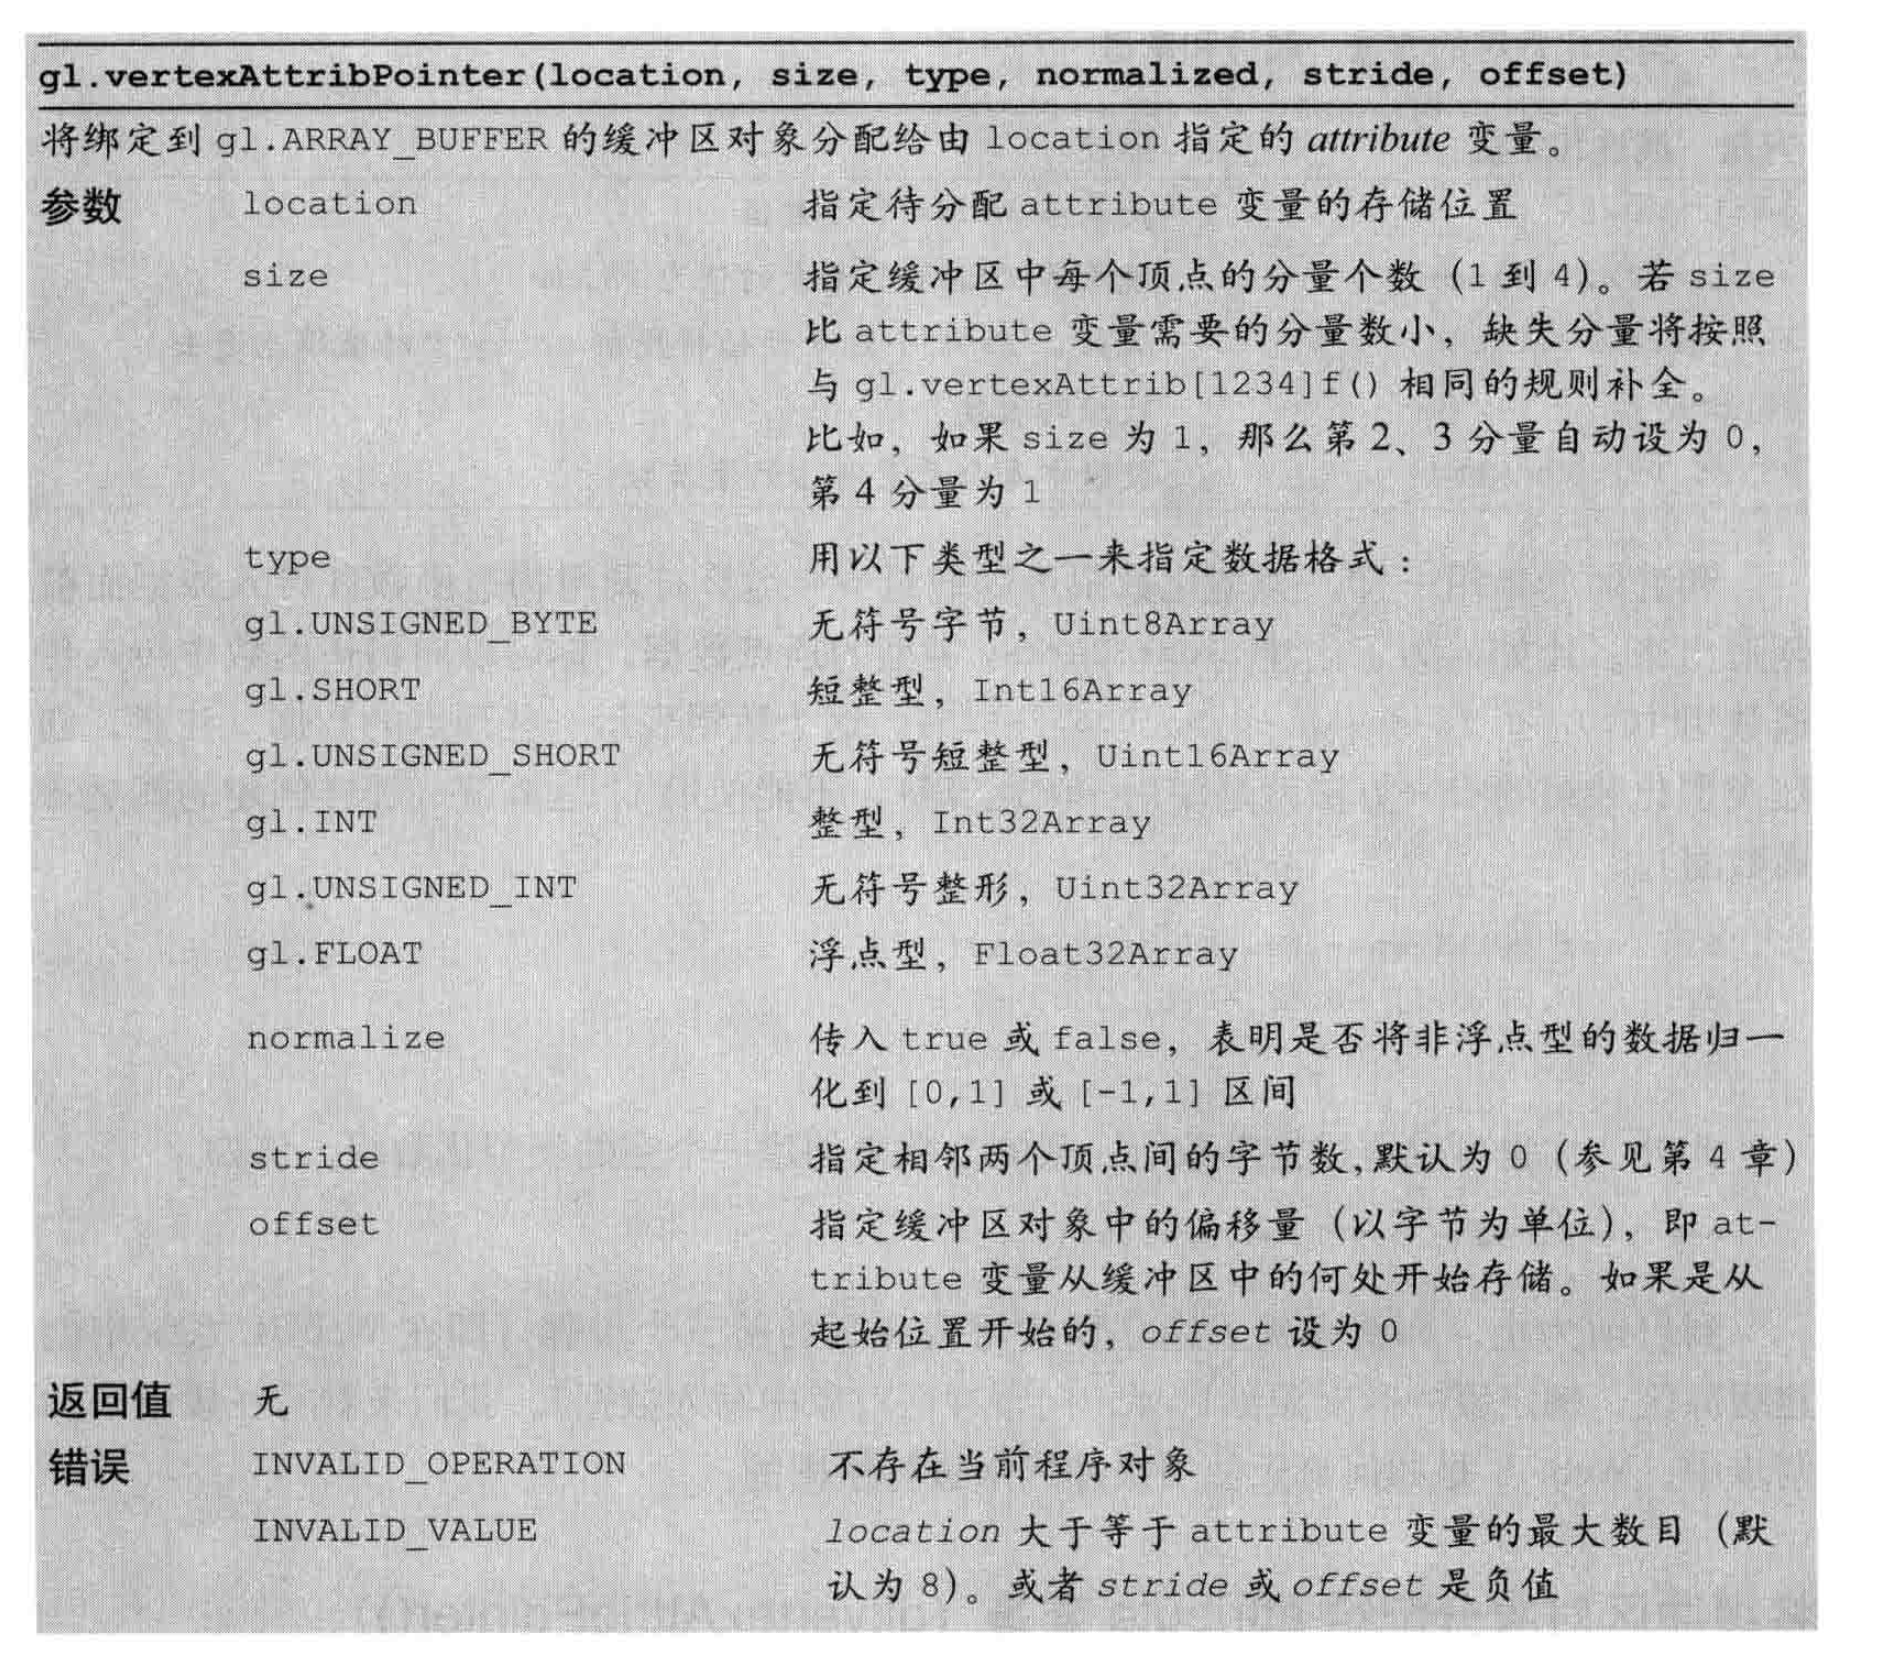 gl.vertexAttribPointer(location, size, type, normalized, stride, offset)
将绑定到 gl.ARRAY_BUFFER 的缓冲区对象分配给由 location 指定的 attribute 变量。
参数 location 指定待分配 attribute 变量的存储位置
size 指定缓冲区中每个顶点的分量个数（1 到 4）。若 size
比 attribute 变量需要的分量数小，缺失分量将按照
与 gl.vertexAttrib[1234]f() 相同的规则补全。
比如，如果 size 为 1，那么第 2、3 分量自动设为 0，
第 4 分量为 1
type 用以下类型之一来指定数据格式：
gl.UNSIGNED_BYTE 无符号字节，Uint8Array
gl.SHORT 短整型，Int16Array
gl.UNSIGNED_SHORT 无符号短整型，Uint16Array
gl.INT 整型，Int32Array
gl.UNSIGNED_INT 无符号整形，Uint32Array
gl.FLOAT 浮点型，Float32Array
normalize 传入 true 或 false，表明是否将非浮点型的数据归一
化到 [0,1] 或 [-1,1] 区间
stride 指定相邻两个顶点间的字节数，默认为 0（参见第 4 章）
offset 指定缓冲区对象中的偏移量（以字节为单位），即 at-
tribute 变量从缓冲区中的何处开始存储。如果是从
起始位置开始的，offset 设为 0
返回值 无
错误 INVALID_OPERATION 不存在当前程序对象
INVALID_VALUE location 大于等于 attribute 变量的最大数目（默
认为 8）。或者 stride 或 offset 是负值